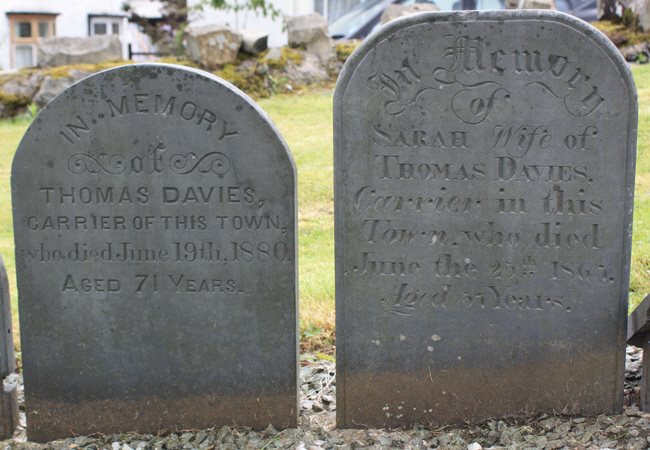 IN MEMORY
of
THOMAS DAVIES,
CARRIER OF THIS TOWN,
who died June 19th, 1880.
AGED 71 YEARS.
In Memory
of
SARAH Wife of
THOMAS DAVIES.
Carrier in this
Town, who died
June the 25th
Aged Years.